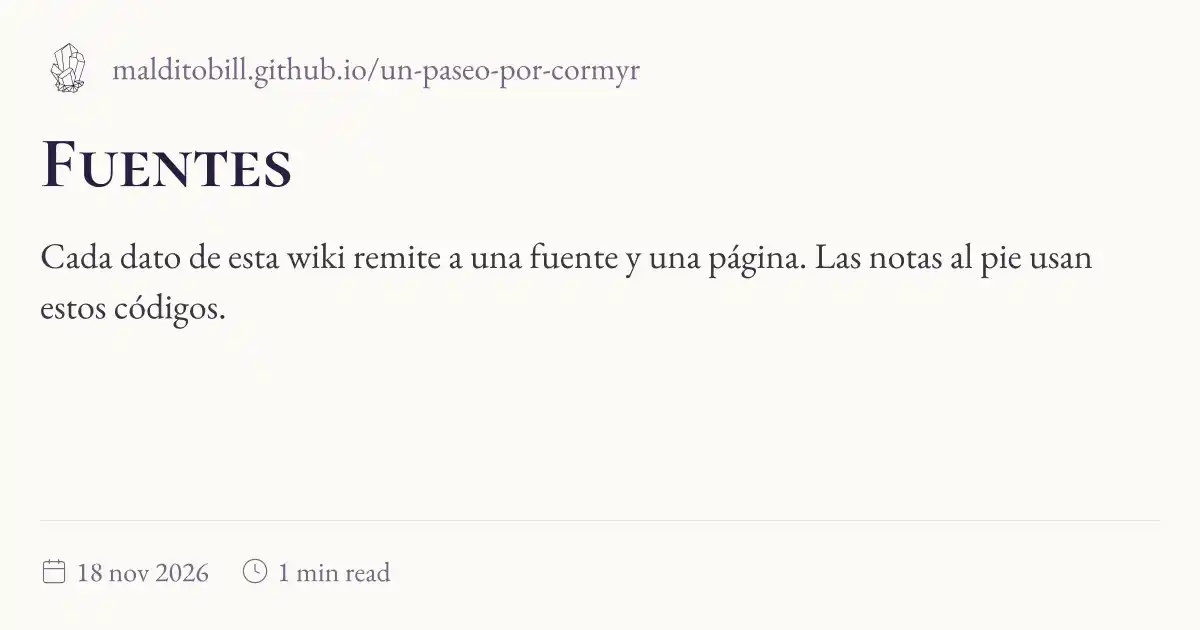 malditobill.github.io/un-paseo-por-cormyr
Fuentes
Cada dato de esta wiki remite a una fuente y una página. Las notas al pie usan
estos códigos.
18 nov 2026
1 min read